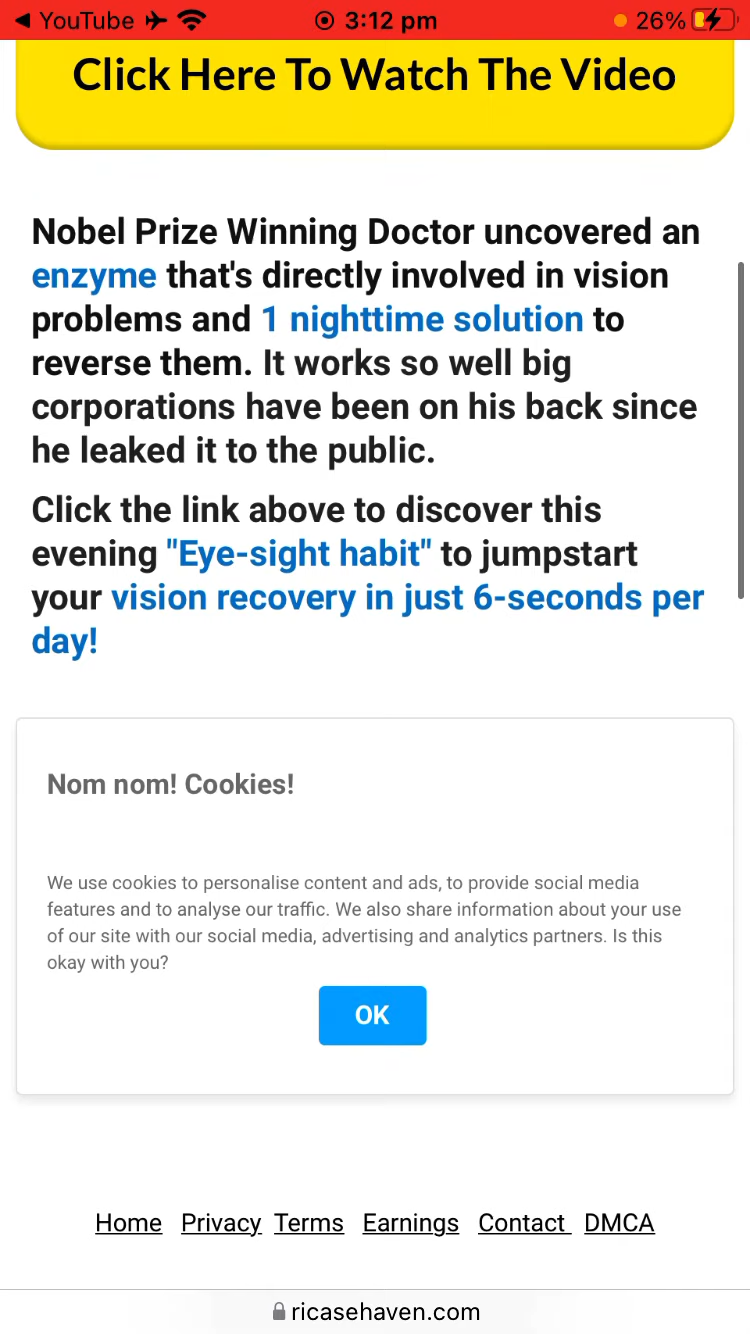 YouTube 3:12 pm 26%
Click Here To Watch The Video
Nobel Prize Winning Doctor uncovered an
enzyme that's directly involved in vision
problems and 1 nighttime solution to
reverse them. It works so well big
corporations have been on his back since
he leaked it to the public.
Click the link above to discover this
evening "Eye-sight habit" to jumpstart
your vision recovery in just 6-seconds per
day!
Nom nom! Cookies!
We use cookies to personalise content and ads, to provide social media
features and to analyse our traffic. We also share information about your use
of our site with our social media, advertising and analytics partners. Is this
okay with you?
OK
Home Privacy Terms Earnings Contact DMCA
ricasehaven.com